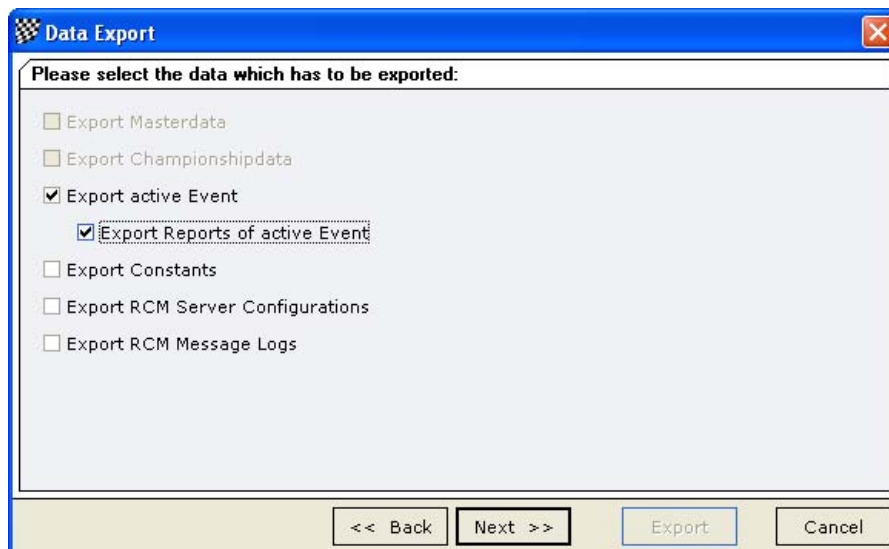 Data Export
Please select the data which has to be exported:
Export Masterdata
Export Championshipdata
Export active Event
Export Reports of active Event
Export Constants
Export RCM Server Configurations
Export RCM Message Logs
<< Back Next >> Export Cancel